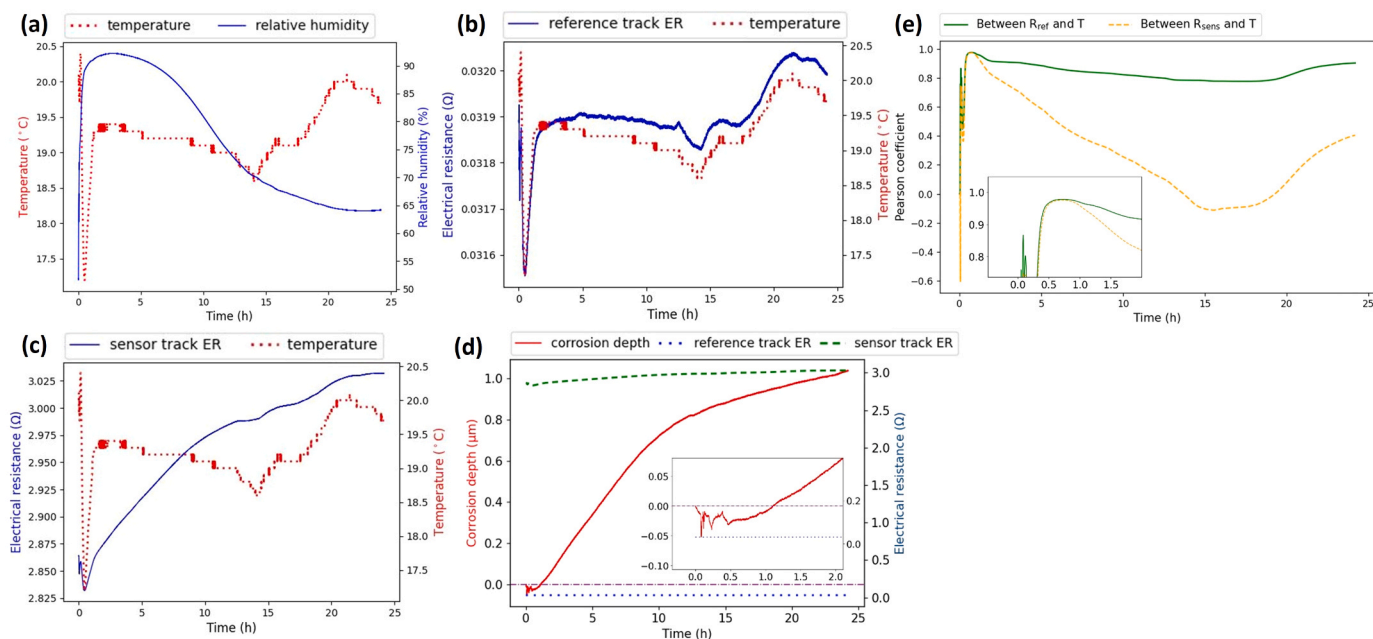 (a)
temperature relative humidity
20.5
20.0
19.5
19.0
18.5
18.0
17.5
Temperature (°C)
90
85
80
75
70
65
60
55
50
Relative humidity (%)
0 5 10 15 20 25
Time (h)
(b)
reference track ER temperature
0.0320
0.0319
0.0318
0.0317
0.0316
Electrical resistance (Ω)
20.5
20.0
19.5
19.0
18.5
18.0
17.5
Temperature (°C)
0 5 10 15 20 25
Time (h)
(e)
Between Rref and T Between Rsens and T
1.0
0.8
0.6
0.4
0.2
0.0
−0.2
−0.4
−0.6
Pearson coefficient
1.0
0.9
0.8
0.0 0.5 1.0 1.5
0 5 10 15 20 25
Time (h)
(c)
sensor track ER temperature
3.025
3.000
2.975
2.950
2.925
2.900
2.875
2.850
2.825
Electrical resistance (Ω)
20.5
20.0
19.5
19.0
18.5
18.0
17.5
Temperature (°C)
0 5 10 15 20 25
Time (h)
(d)
corrosion depth reference track ER sensor track ER
1.0
0.8
0.6
0.4
0.2
0.0
Corrosion depth (μm)
3.0
2.5
2.0
1.5
1.0
0.5
0.0
Electrical resistance (Ω)
0.05
0.00
−0.05
−0.10
0.2
0.0
0.0 0.5 1.0 1.5 2.0
0 5 10 15 20 25
Time (h)